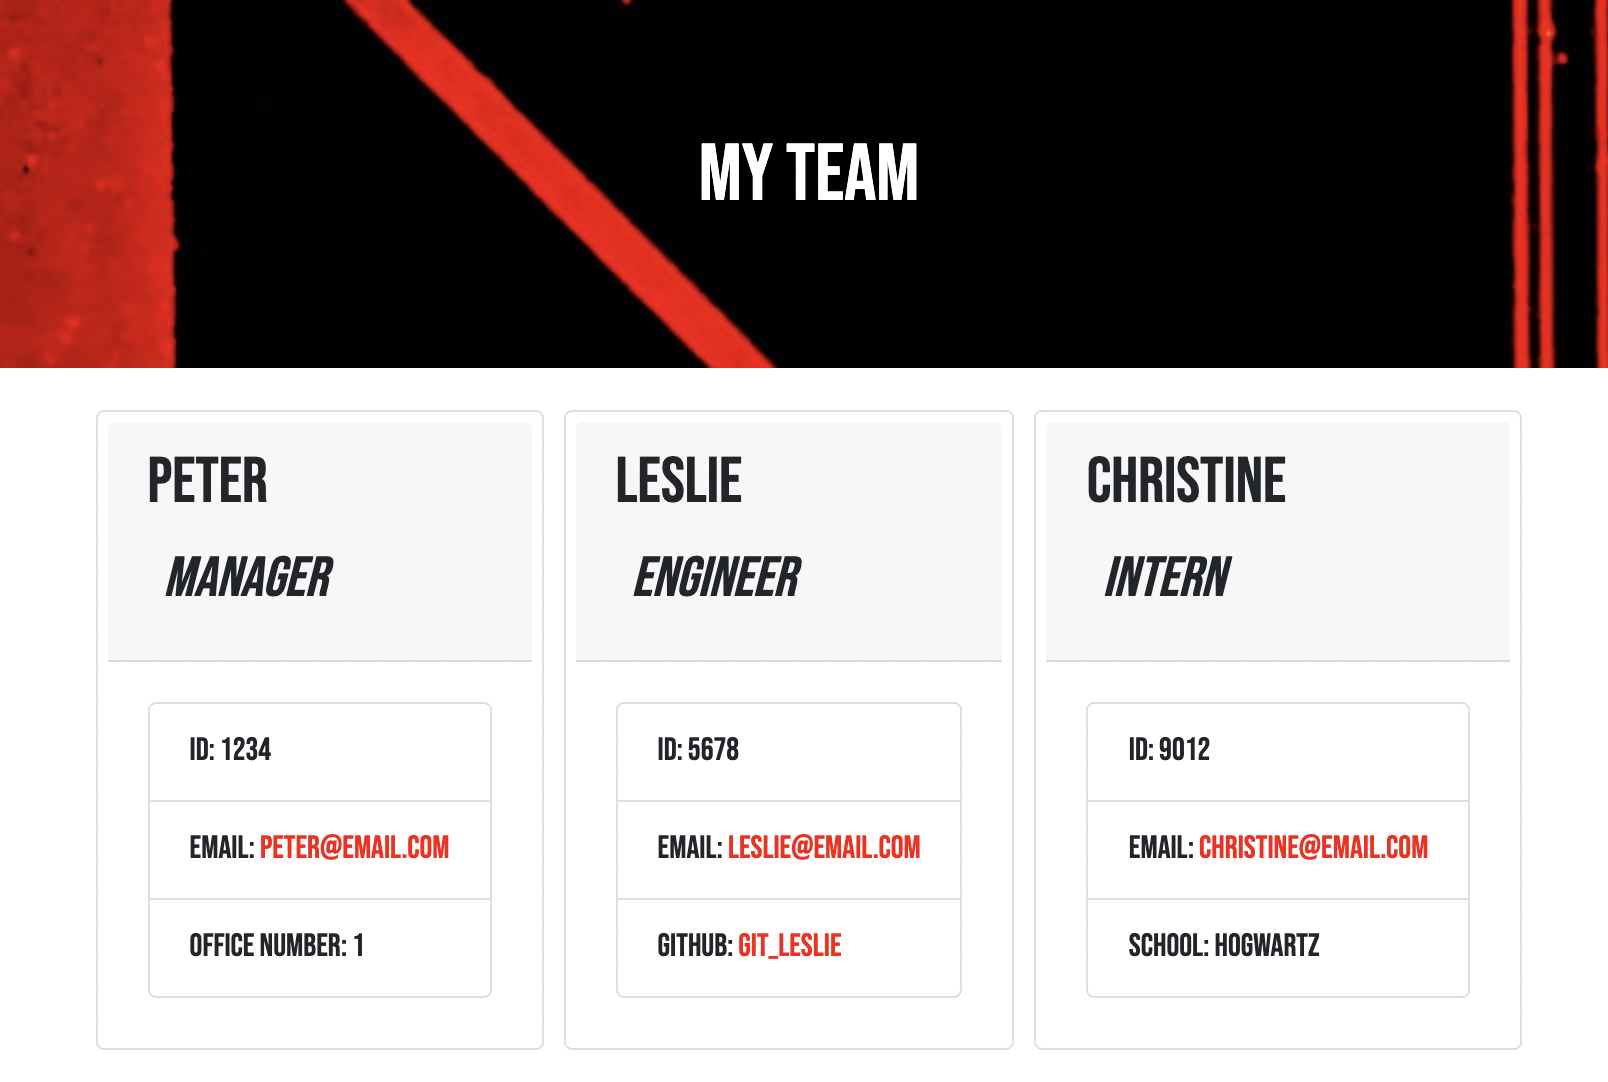 MY TEAM
PETER
MANAGER
ID: 1234
EMAIL: PETER@EMAIL.COM
OFFICE NUMBER: 1
LESLIE
ENGINEER
ID: 5678
EMAIL: LESLIE@EMAIL.COM
GITHUB: GIT_LESLIE
CHRISTINE
INTERN
ID: 9012
EMAIL: CHRISTINE@EMAIL.COM
SCHOOL: HOGWARTZ